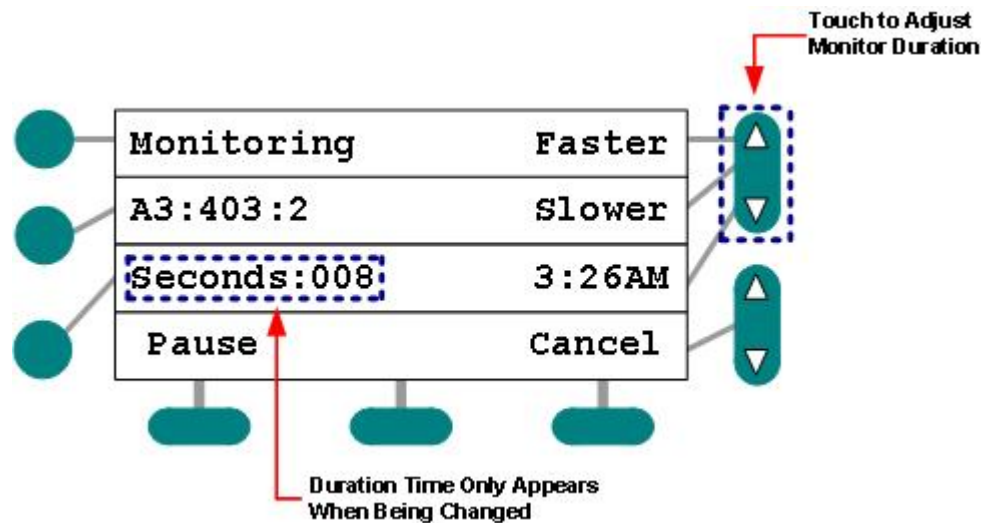 Touch to Adjust
Monitor Duration
Monitoring Faster
A3:403:2 Slower
Seconds:008 3:26AM
Pause Cancel
Duration Time Only Appears
When Being Changed